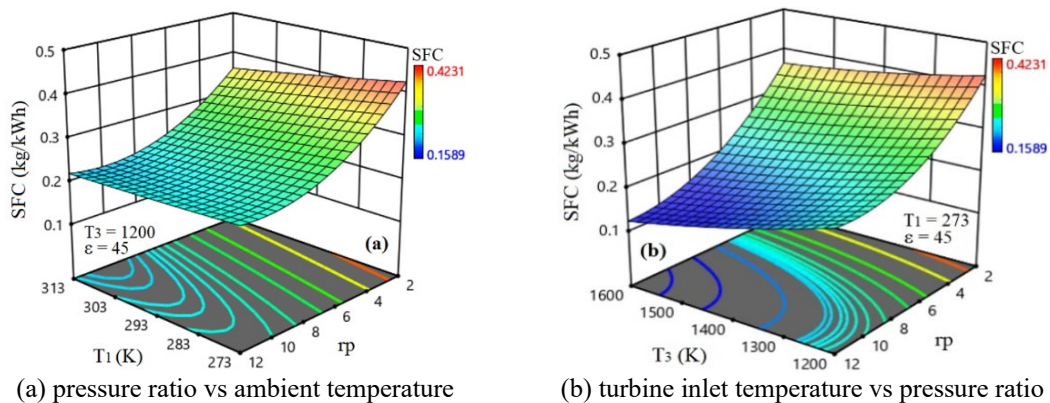 0.5
0.4
0.3
0.2
0.1
SFC (kg/kWh)
SFC
0.4231
0.1589
T3 = 1200
ε = 45
(a)
313
303
293
283
273
T1 (K)
12
10
8
6
4
2
rp
(a) pressure ratio vs ambient temperature
0.5
0.4
0.3
0.2
0.1
SFC (kg/kWh)
SFC
0.4231
0.1589
T1 = 273
ε = 45
(b)
1600
1500
1400
1300
1200
T3 (K)
12
10
8
6
4
2
rp
(b) turbine inlet temperature vs pressure ratio